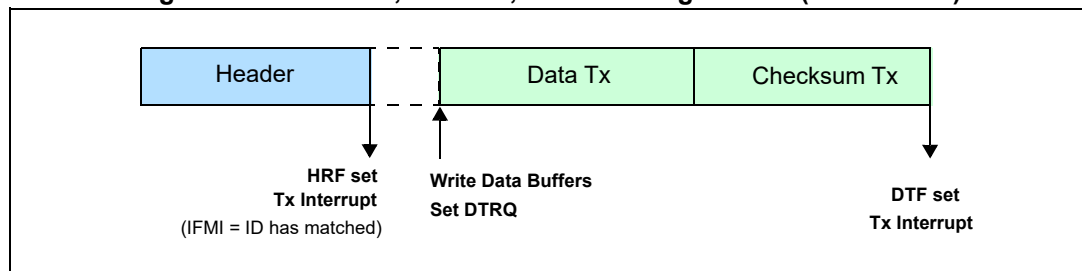 Header
Data Tx
Checksum Tx
HRF set
Tx Interrupt
(IFMI = ID has matched)
Write Data Buffers
Set DTRQ
DTF set
Tx Interrupt